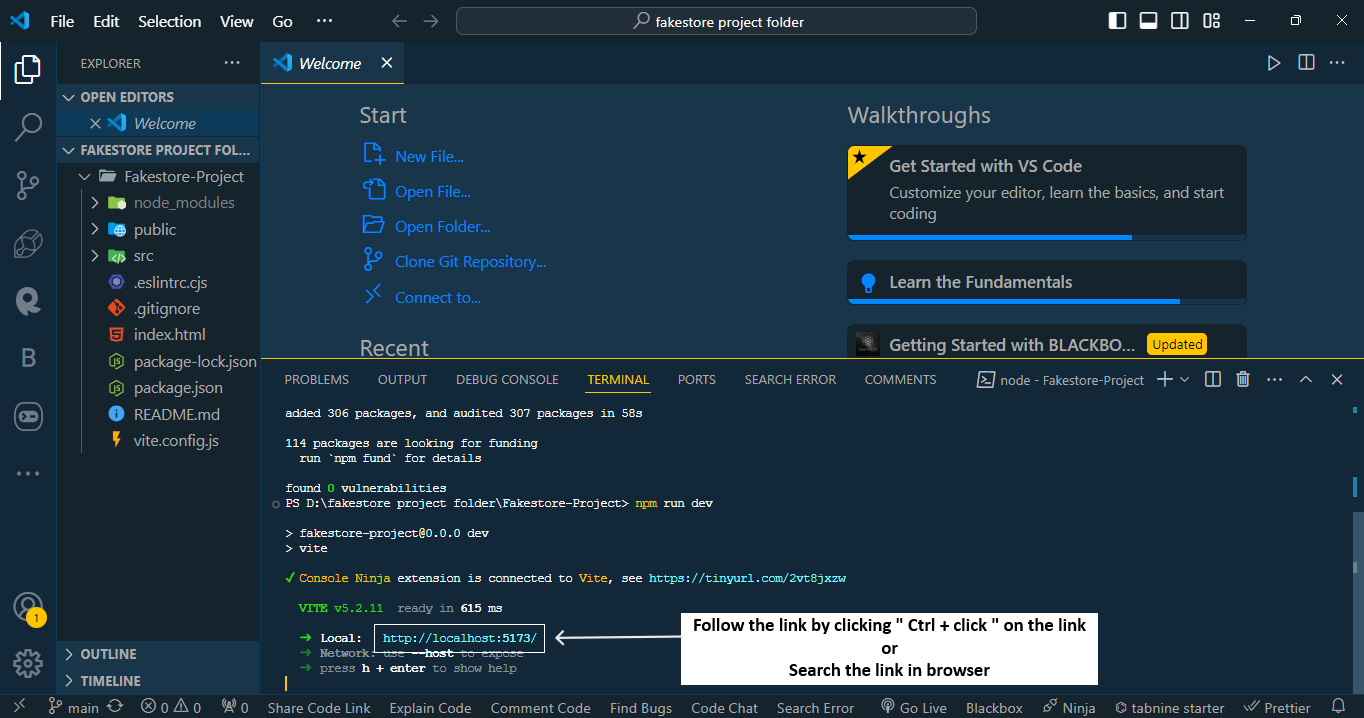 File Edit Selection View Go ···
fakestore project folder
EXPLORER ···
Welcome
OPEN EDITORS
Welcome
FAKESTORE PROJECT FOL...
Fakestore-Project
node_modules
public
src
.eslintrc.cjs
.gitignore
index.html
package-lock.json
package.json
README.md
vite.config.js
OUTLINE
TIMELINE
1
Start
New File...
Open File...
Open Folder...
Clone Git Repository...
Connect to...
Recent
Walkthroughs
Get Started with VS Code
Customize your editor, learn the basics, and start
coding
Learn the Fundamentals
Getting Started with BLACKBO... Updated
PROBLEMS OUTPUT DEBUG CONSOLE TERMINAL PORTS SEARCH ERROR COMMENTS node - Fakestore-Project
added 306 packages, and audited 307 packages in 58s
114 packages are looking for funding
run `npm fund` for details
found 0 vulnerabilities
PS D:\fakestore project folder\Fakestore-Project> npm run dev
> fakestore-project@0.0.0 dev
> vite
✓ Console Ninja extension is connected to Vite, see https://tinyurl.com/2vt8jxzw
VITE v5.2.11 ready in 615 ms
➜ Local: http://localhost:5173/
➜ Network: use --host to expose
➜ press h + enter to show help
Follow the link by clicking " Ctrl + click " on the link
or
Search the link in browser
main 0 0 0 Share Code Link Explain Code Comment Code Find Bugs Code Chat Search Error Go Live Blackbox Ninja tabnine starter Prettier